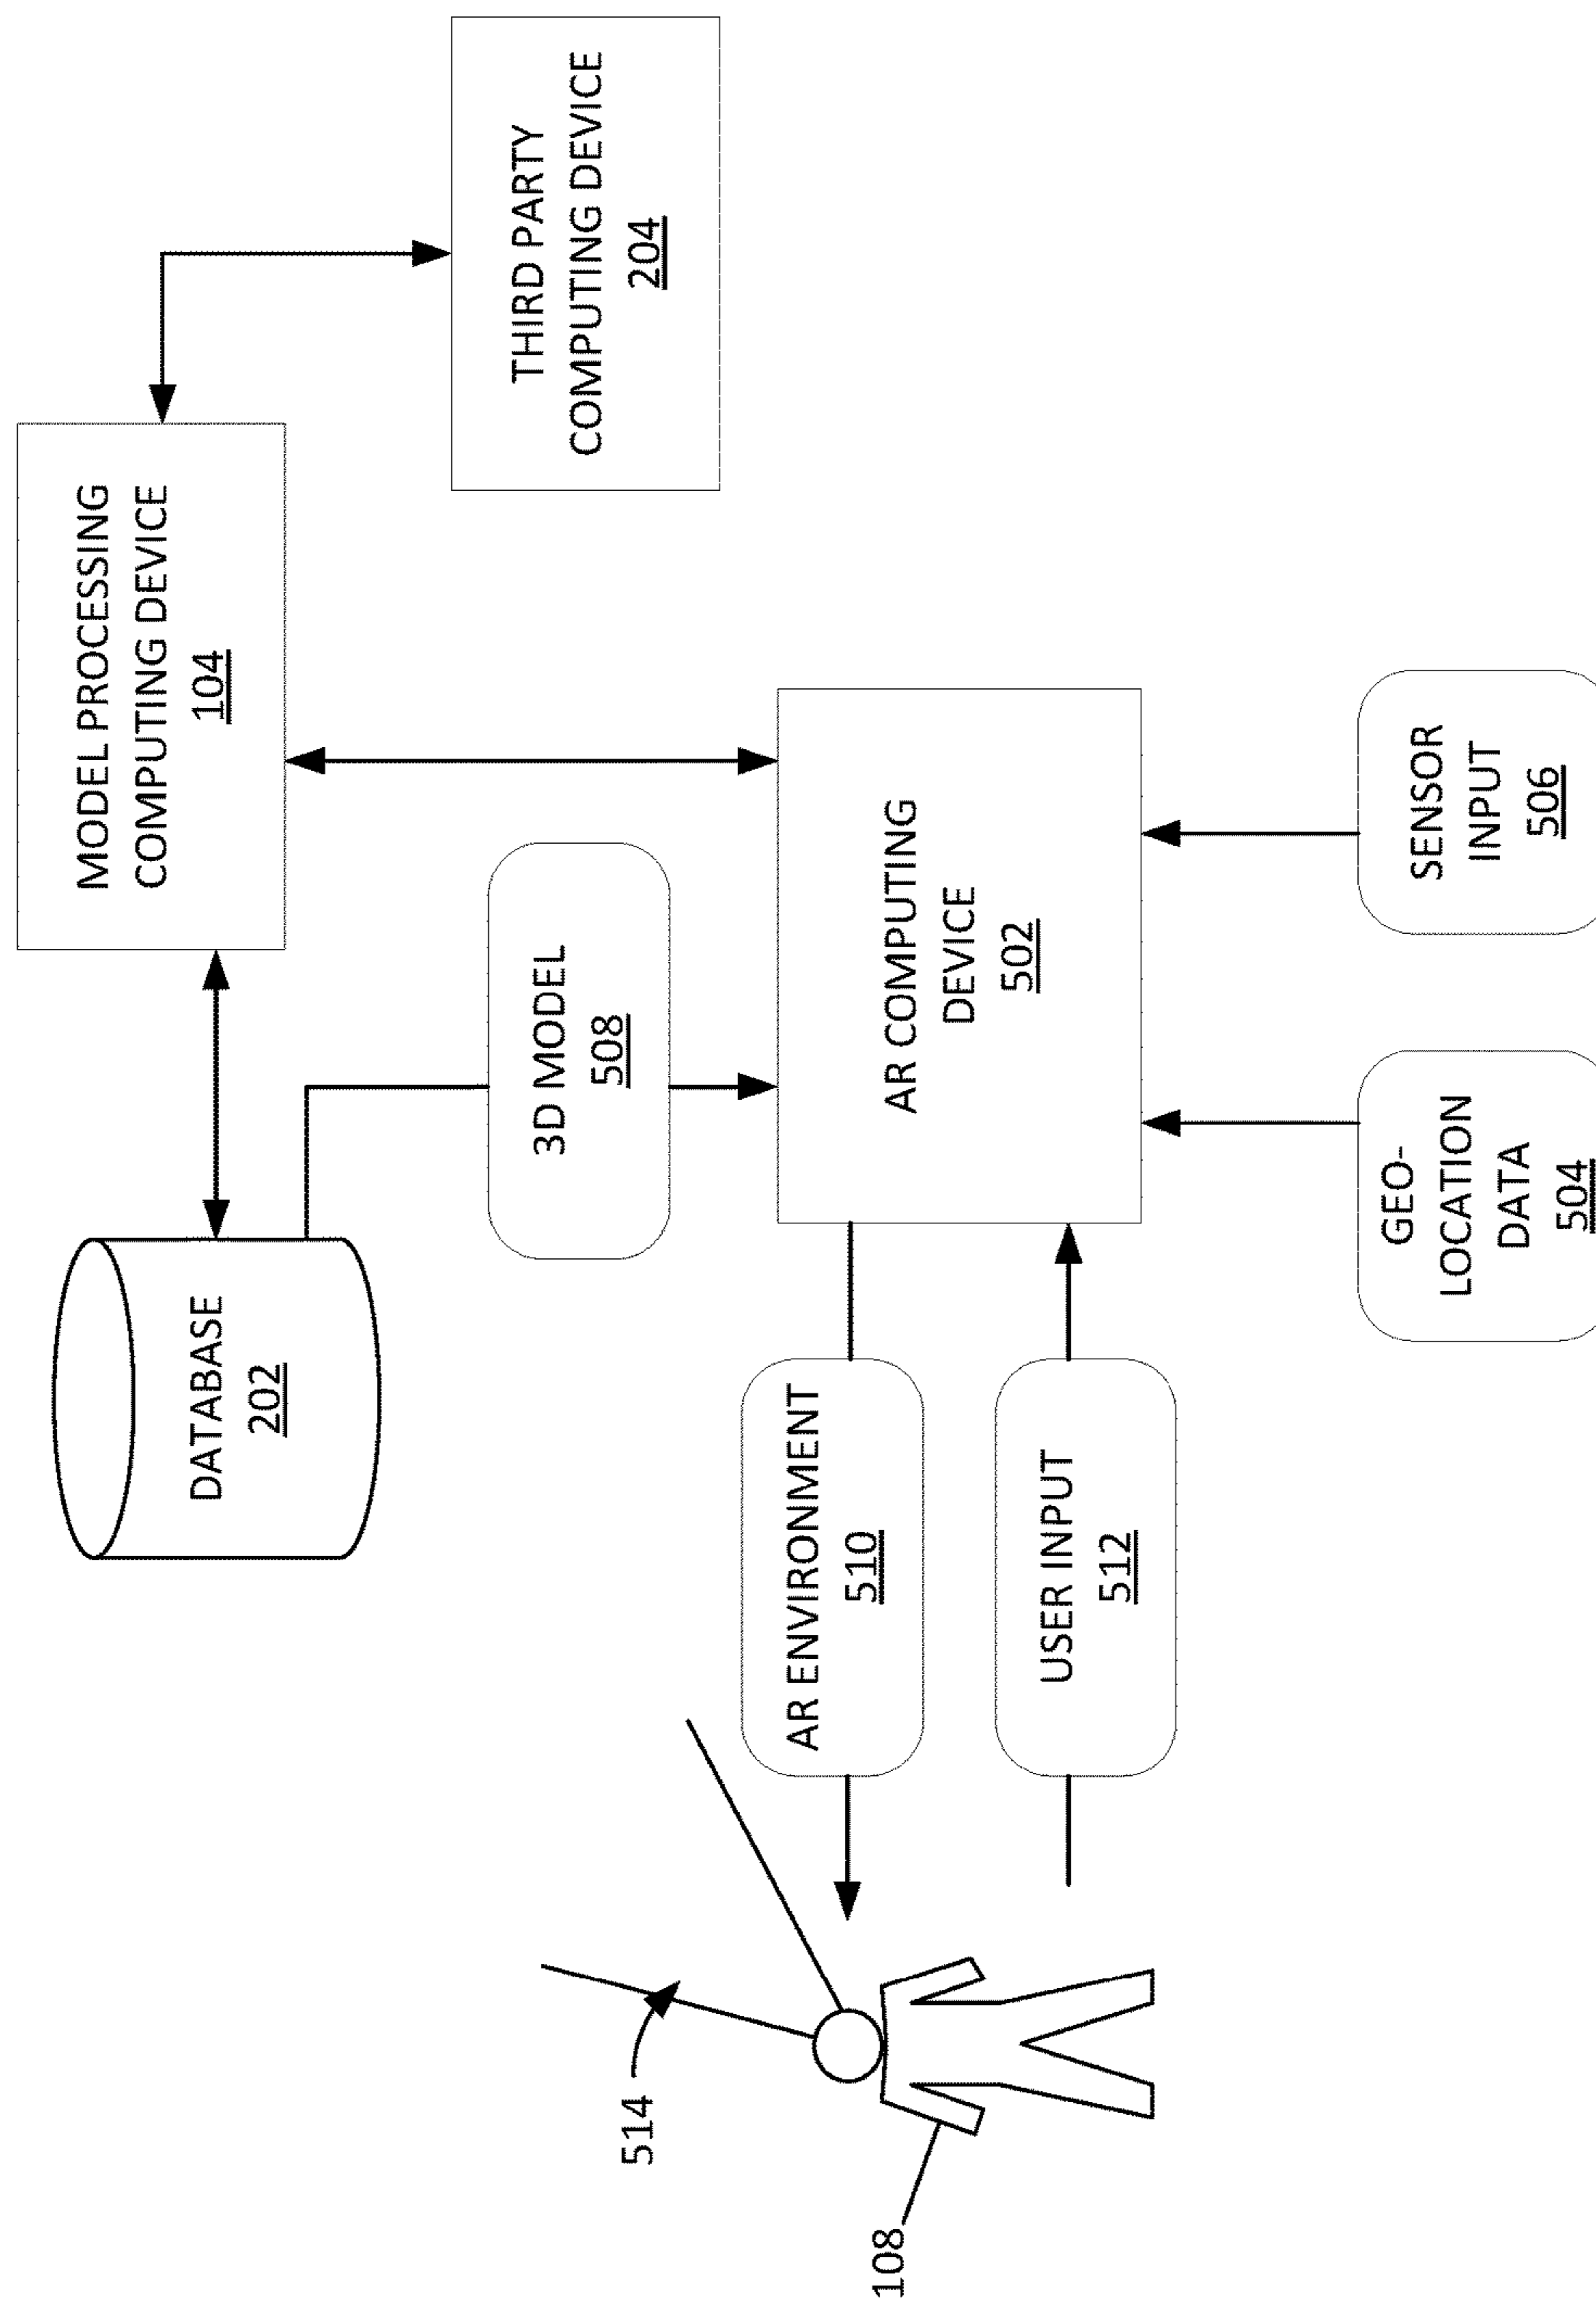 DATABASE
202
MODEL PROCESSING
COMPUTING DEVICE
104
THIRD PARTY
COMPUTING DEVICE
204
3D MODEL
508
514
108
AR ENVIRONMENT
510
USER INPUT
512
AR COMPUTING
DEVICE
502
GEO-
LOCATION
DATA
504
SENSOR
INPUT
506